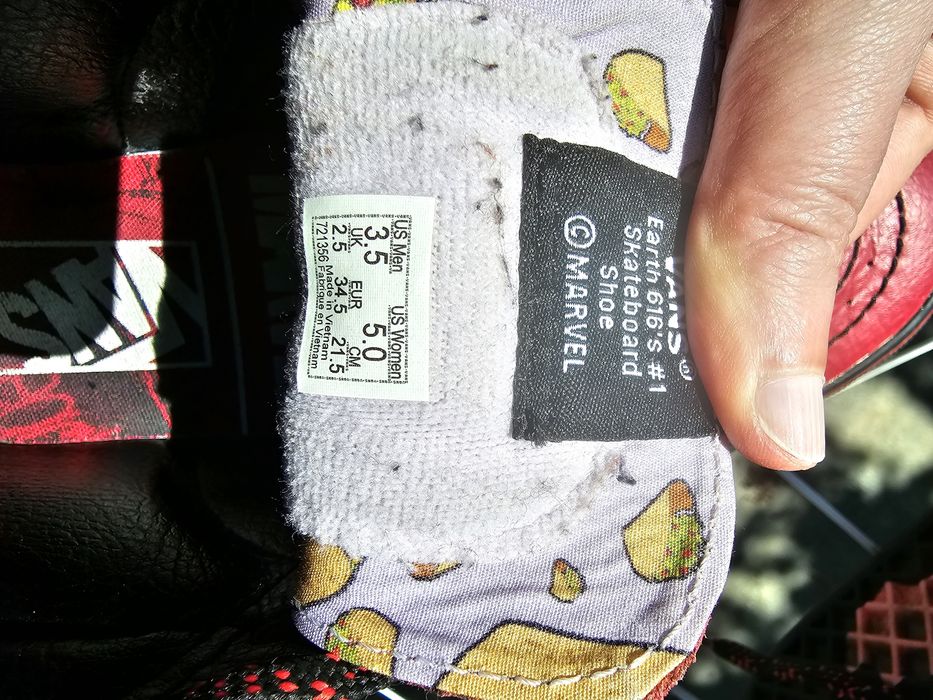 VANS®
Earth 616's #1
Skateboard
Shoe
©MARVEL
US Men US Women
3.5 5.0
UK EUR CM
2.5 34.5 21.5
721356 Made in Vietnam
Fabriqué en Vietnam